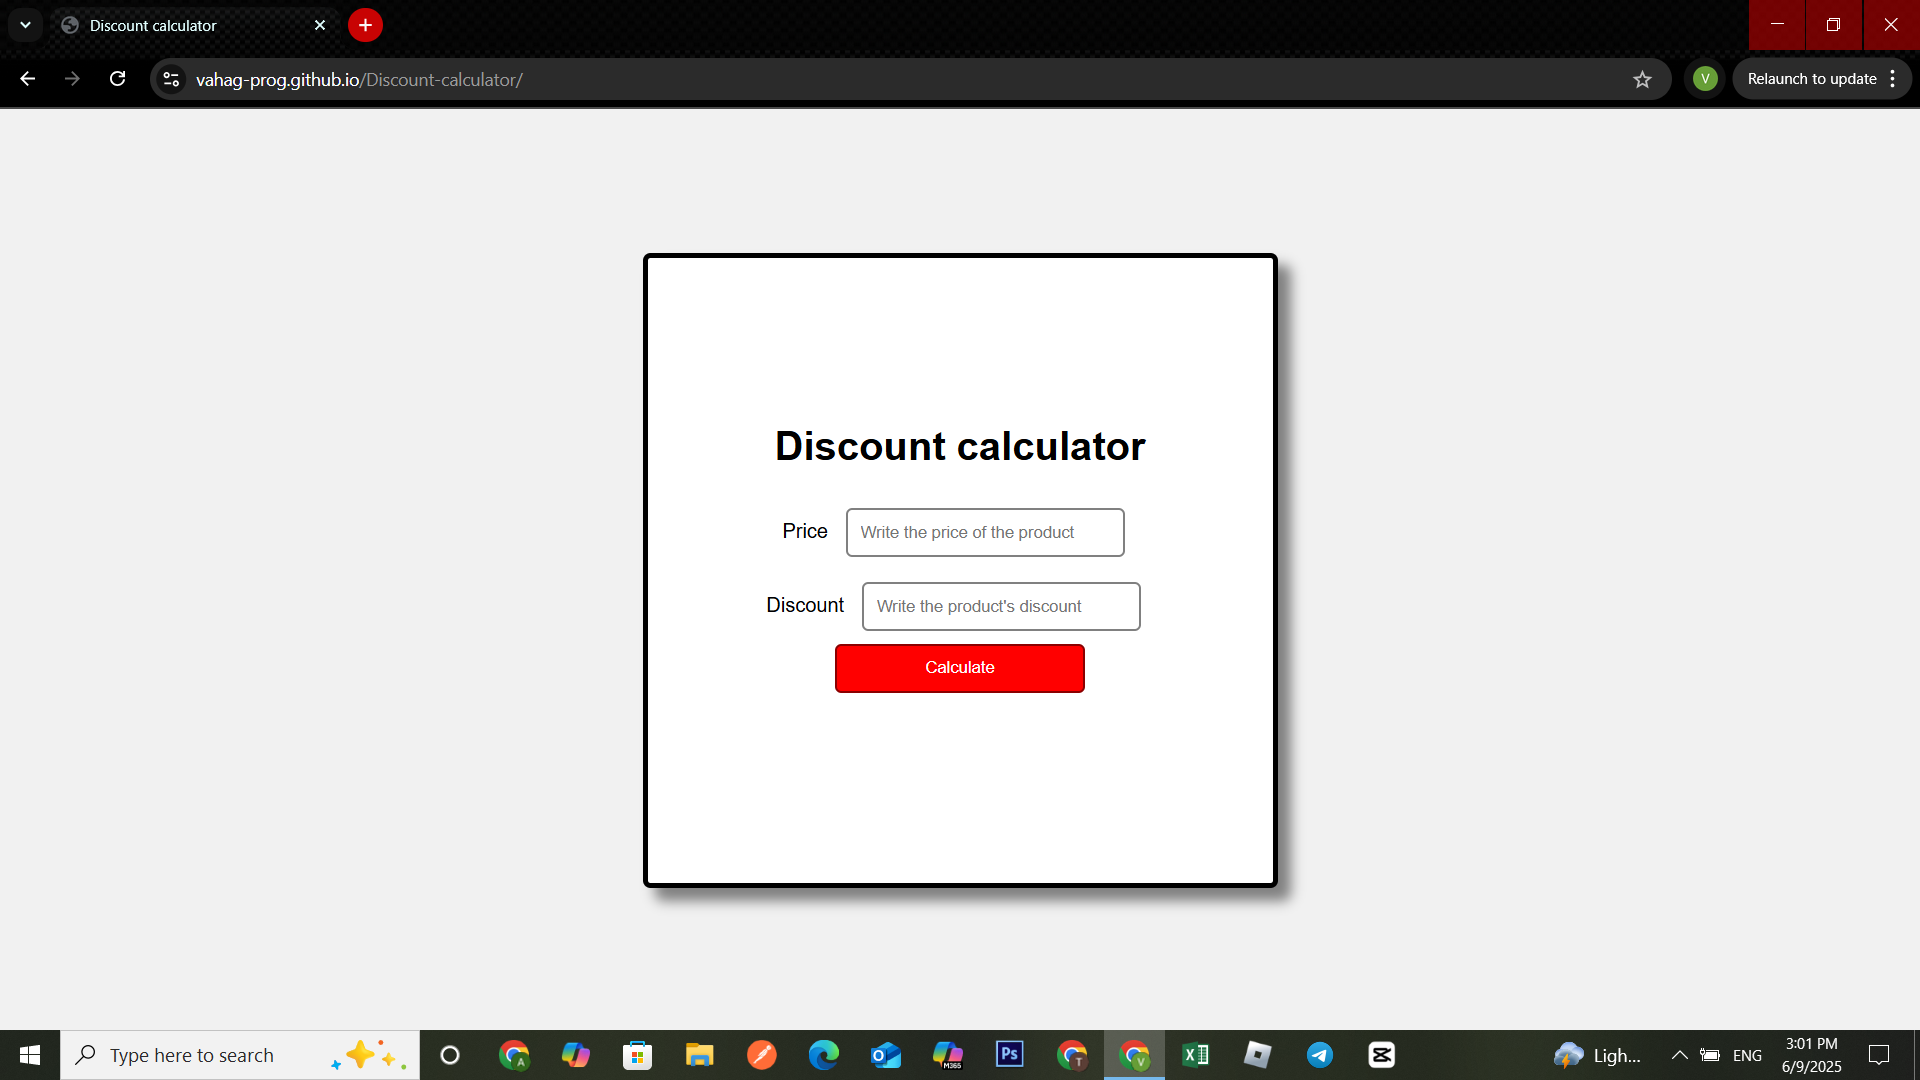 Discount calculator
vahag-prog.github.io/Discount-calculator/
V
Relaunch to update
Discount calculator
Price
Write the price of the product
Discount
Write the product's discount
Calculate
Type here to search
A
O
M365
Ps
T
V
X
Ligh...
ENG
3:01 PM
6/9/2025